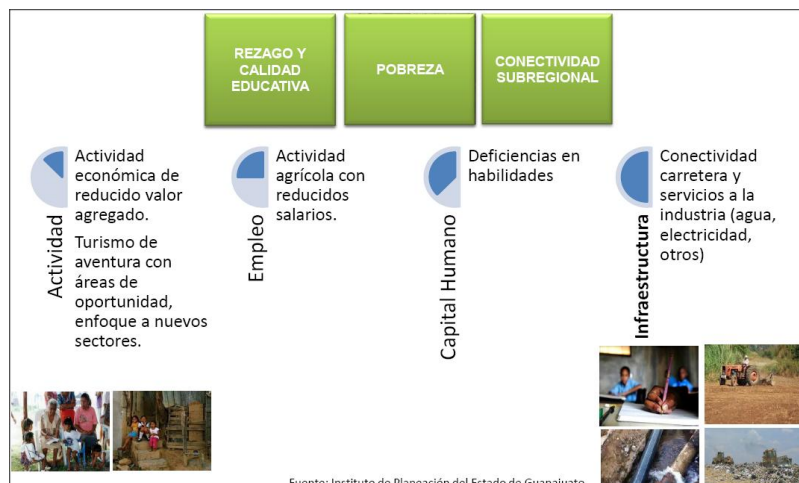 REZAGO Y
CALIDAD
EDUCATIVA
POBREZA
CONECTIVIDAD
SUBREGIONAL
Actividad
Actividad
económica de
reducido valor
agregado.
Turismo de
aventura con
áreas de
oportunidad,
enfoque a nuevos
sectores.
Empleo
Actividad
agrícola con
reducidos
salarios.
Capital Humano
Deficiencias en
habilidades
Infraestructura
Conectividad
carretera y
servicios a la
industria (agua,
electricidad,
otros)
Fuente: Instituto de Planeación del Estado de Guanajuato